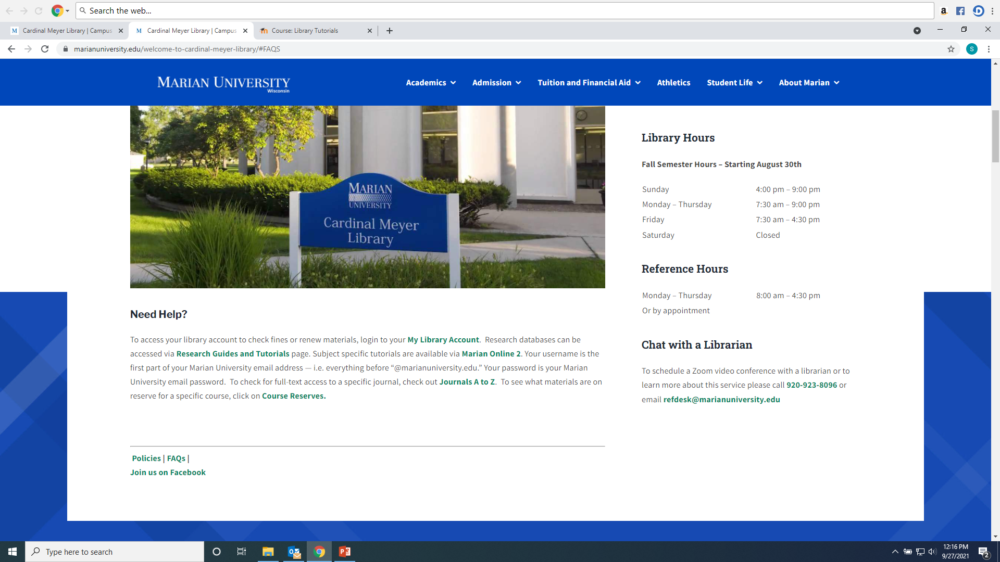 Search the web...
Cardinal Meyer Library | Campus
Cardinal Meyer Library | Campus
Course: Library Tutorials
marianuniversity.edu/welcome-to-cardinal-meyer-library/#FAQS
S
MARIAN UNIVERSITY
Wisconsin
Academics
Admission
Tuition and Financial Aid
Athletics
Student Life
About Marian
MARIAN
UNIVERSITY
Cardinal Meyer
Library
Need Help?
To access your library account to check fines or renew materials, login to your My Library Account.  Research databases can be
accessed via Research Guides and Tutorials page. Subject specific tutorials are available via Marian Online 2. Your username is the
first part of your Marian University email address — i.e. everything before “@marianuniversity.edu.” Your password is your Marian
University email password.  To check for full-text access to a specific journal, check out Journals A to Z.  To see what materials are on
reserve for a specific course, click on Course Reserves.
Policies | FAQs |
Join us on Facebook
Library Hours
Fall Semester Hours – Starting August 30th
Sunday 4:00 pm – 9:00 pm
Monday – Thursday 7:30 am – 9:00 pm
Friday 7:30 am – 4:30 pm
Saturday Closed
Reference Hours
Monday – Thursday 8:00 am – 4:30 pm
Or by appointment
Chat with a Librarian
To schedule a Zoom video conference with a librarian or to
learn more about this service please call 920-923-8096 or
email refdesk@marianuniversity.edu
Type here to search
12:16 PM
9/27/2021
2